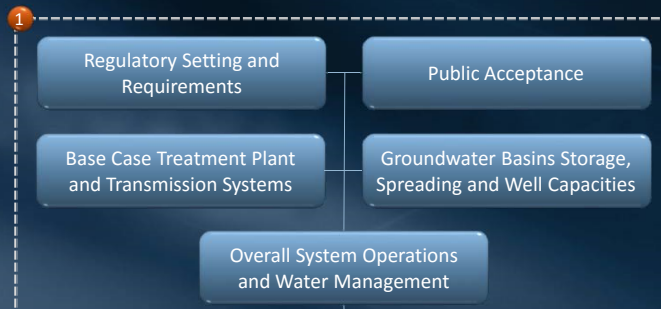 1
Regulatory Setting and
Requirements
Public Acceptance
Base Case Treatment Plant
and Transmission Systems
Groundwater Basins Storage,
Spreading and Well Capacities
Overall System Operations
and Water Management